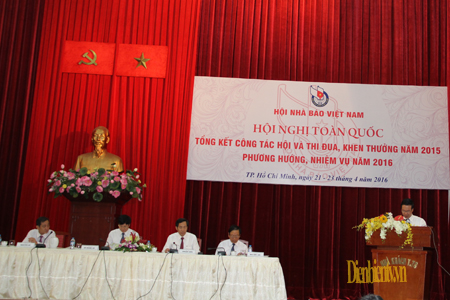 HỘI NHÀ BÁO VIỆT NAM
HỘI NGHỊ TOÀN QUỐC
TỔNG KẾT CÔNG TÁC HỘI VÀ THI ĐUA, KHEN THƯỞNG NĂM 2015
PHƯƠNG HƯỚNG, NHIỆM VỤ NĂM 2016
TP. Hồ Chí Minh, ngày 21 - 23 tháng 4 năm 2016
Dienbientv.vn